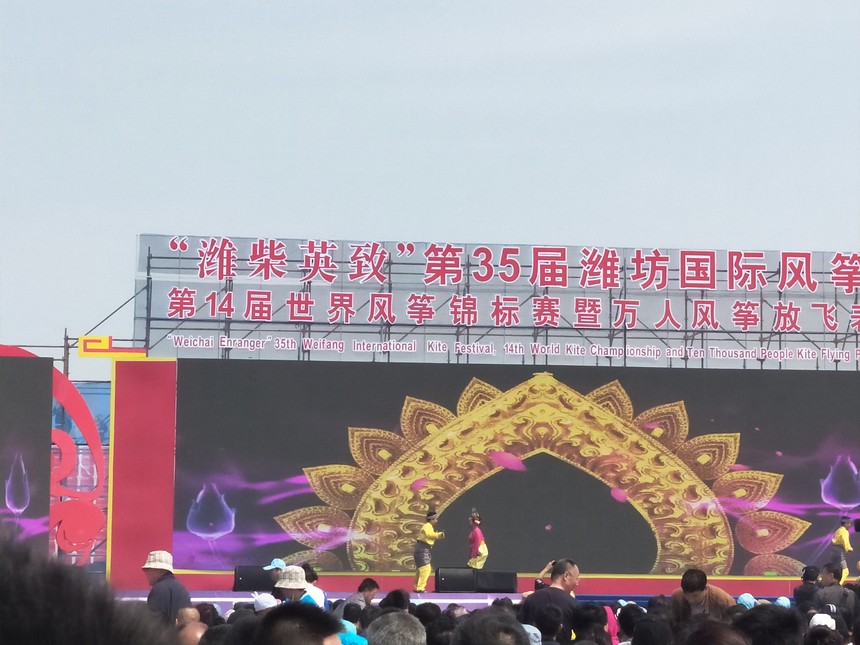 “潍柴英致”第35届潍坊国际风筝
第14届世界风筝锦标赛暨万人风筝放飞
"Weichai Enranger" 35th Weifang International Kite Festival, 14th World Kite Championship and Ten Thousand People Kite Flying